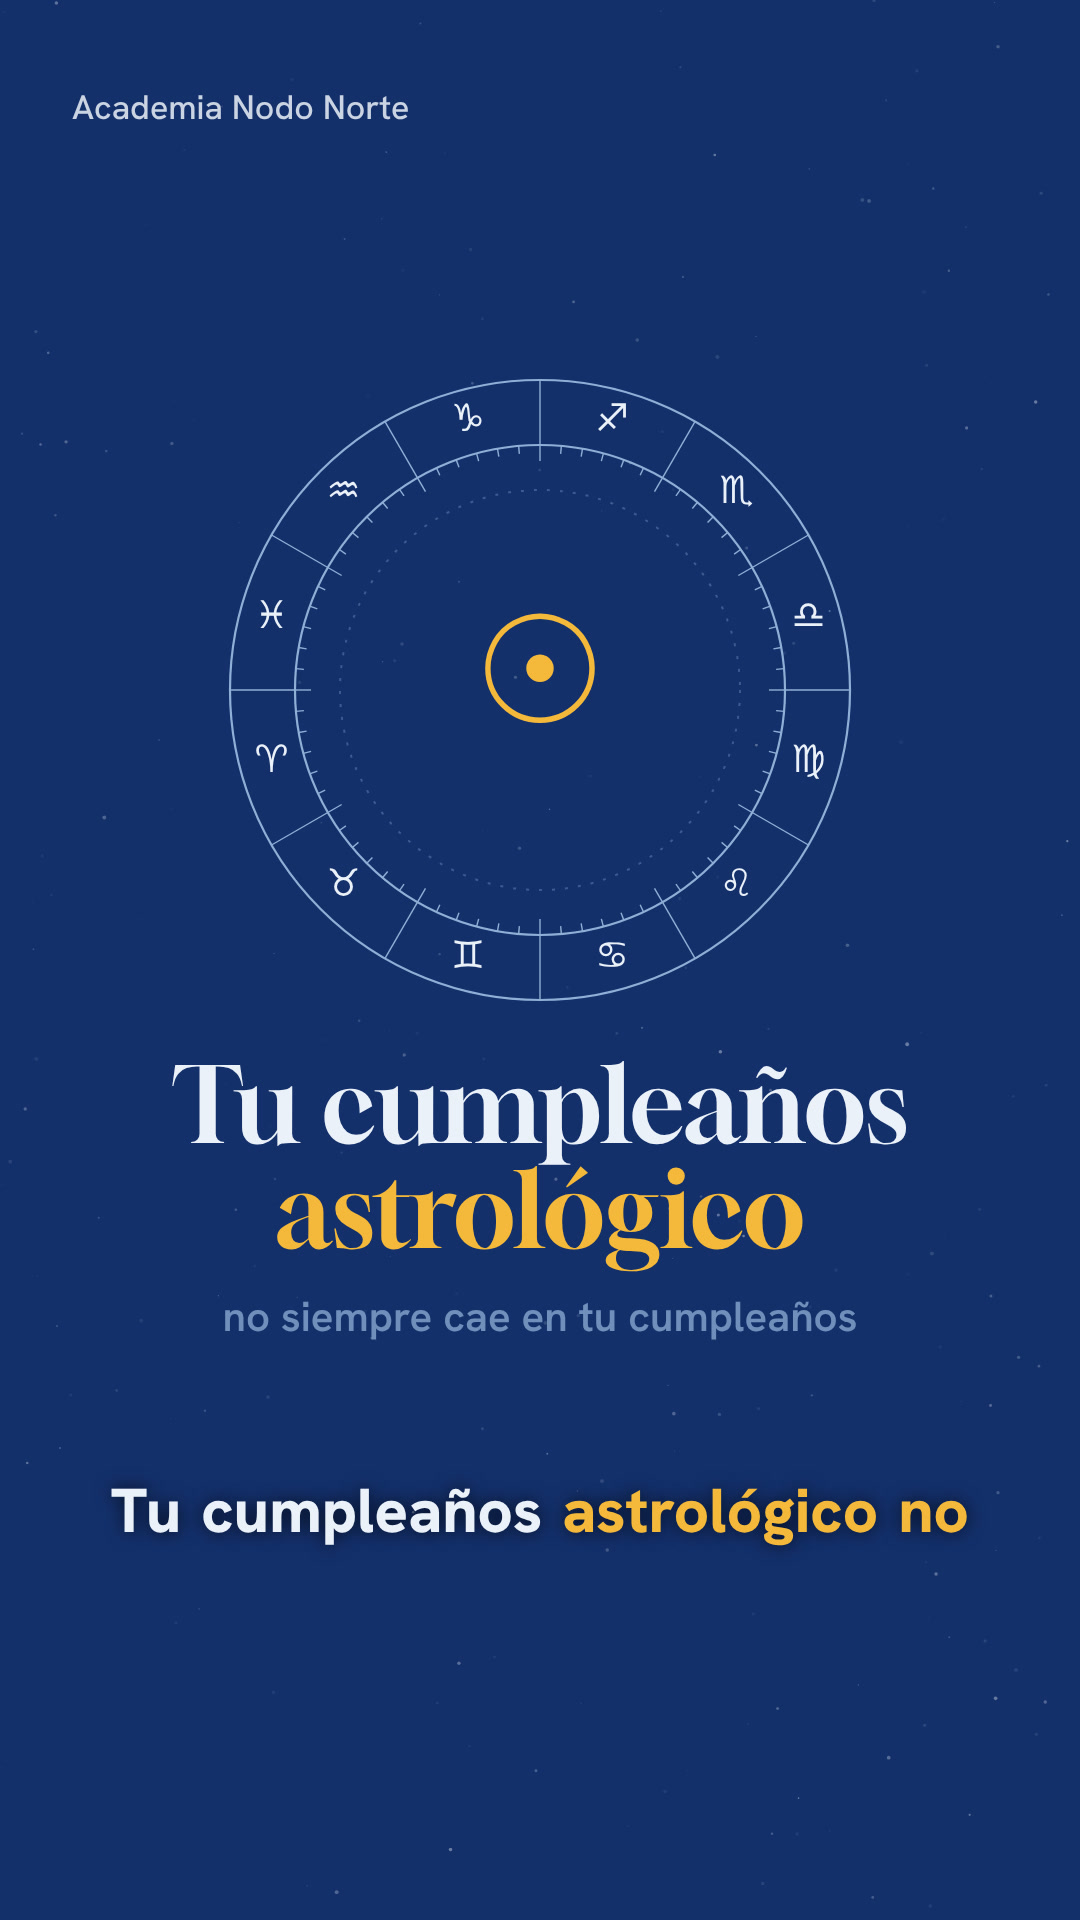 Academia Nodo Norte
♑ ♐
♒ ♏
♓ ♎
♈ ♍
♉ ♌
♊ ♋
Tu cumpleaños
astrológico
no siempre cae en tu cumpleaños
Tu cumpleaños astrológico no